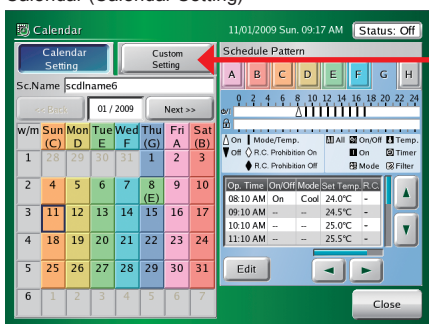 Calendar (Calendar Setting)
Calendar
11/01/2009 Sun. 09:17 AM Status: Off
Calendar Setting
Custom Setting
Schedule Pattern
A B C D E F G H
Sc.Name scdlname6
<< Back 01 / 2009 Next >>
0 2 4 6 8 10 12 14 16 18 20 22 24
w/m Sun (C) Mon D Tue E Wed F Thu (G) Fri A Sat (B)
1 28 29 30 31 1 2 3
2 4 5 6 7 8 (E) 9 10
3 11 12 13 14 15 16 17
4 18 19 20 21 22 23 24
5 25 26 27 28 29 30 31
6 1 2 3 4 5 6 7
On Mode/Temp. All On/Off Temp.
Off R.C. Prohibition On On Timer
R.C. Prohibition Off Mode Filter
Op. Time On/Off Mode Set Temp. R.C.
08:10 AM On Cool 24.0°C -
09:10 AM -- -- 24.5°C -
10:10 AM -- -- 25.0°C -
11:10 AM -- -- 25.5°C -
Edit
Close